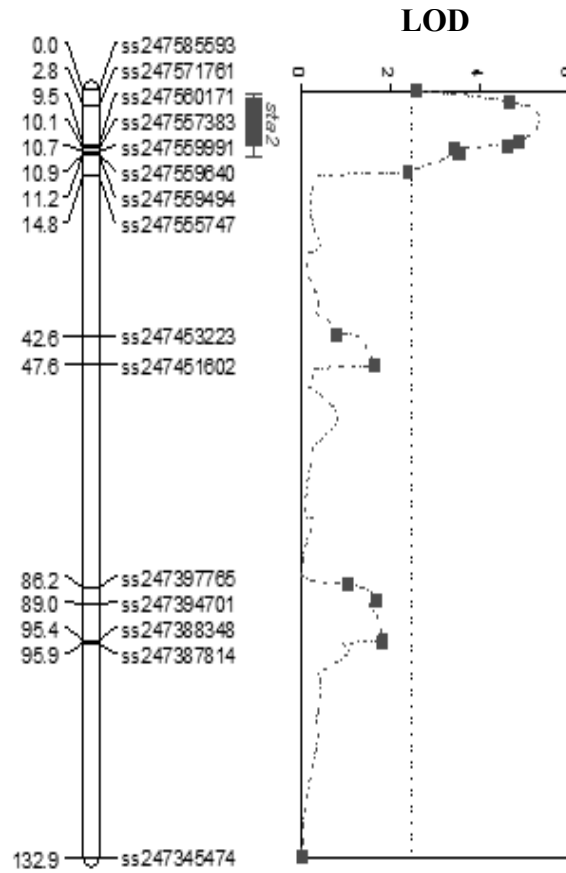 LOD
0 2 4 6
0.0 ss247585593
2.8 ss247571761
9.5 ss247560171
10.1 ss247557383
10.7 ss247559991
10.9 ss247559640
11.2 ss247559494
14.8 ss247555747
sta2
42.6 ss247453223
47.6 ss247451602
86.2 ss247397765
89.0 ss247394701
95.4 ss247388348
95.9 ss247387814
132.9 ss247345474